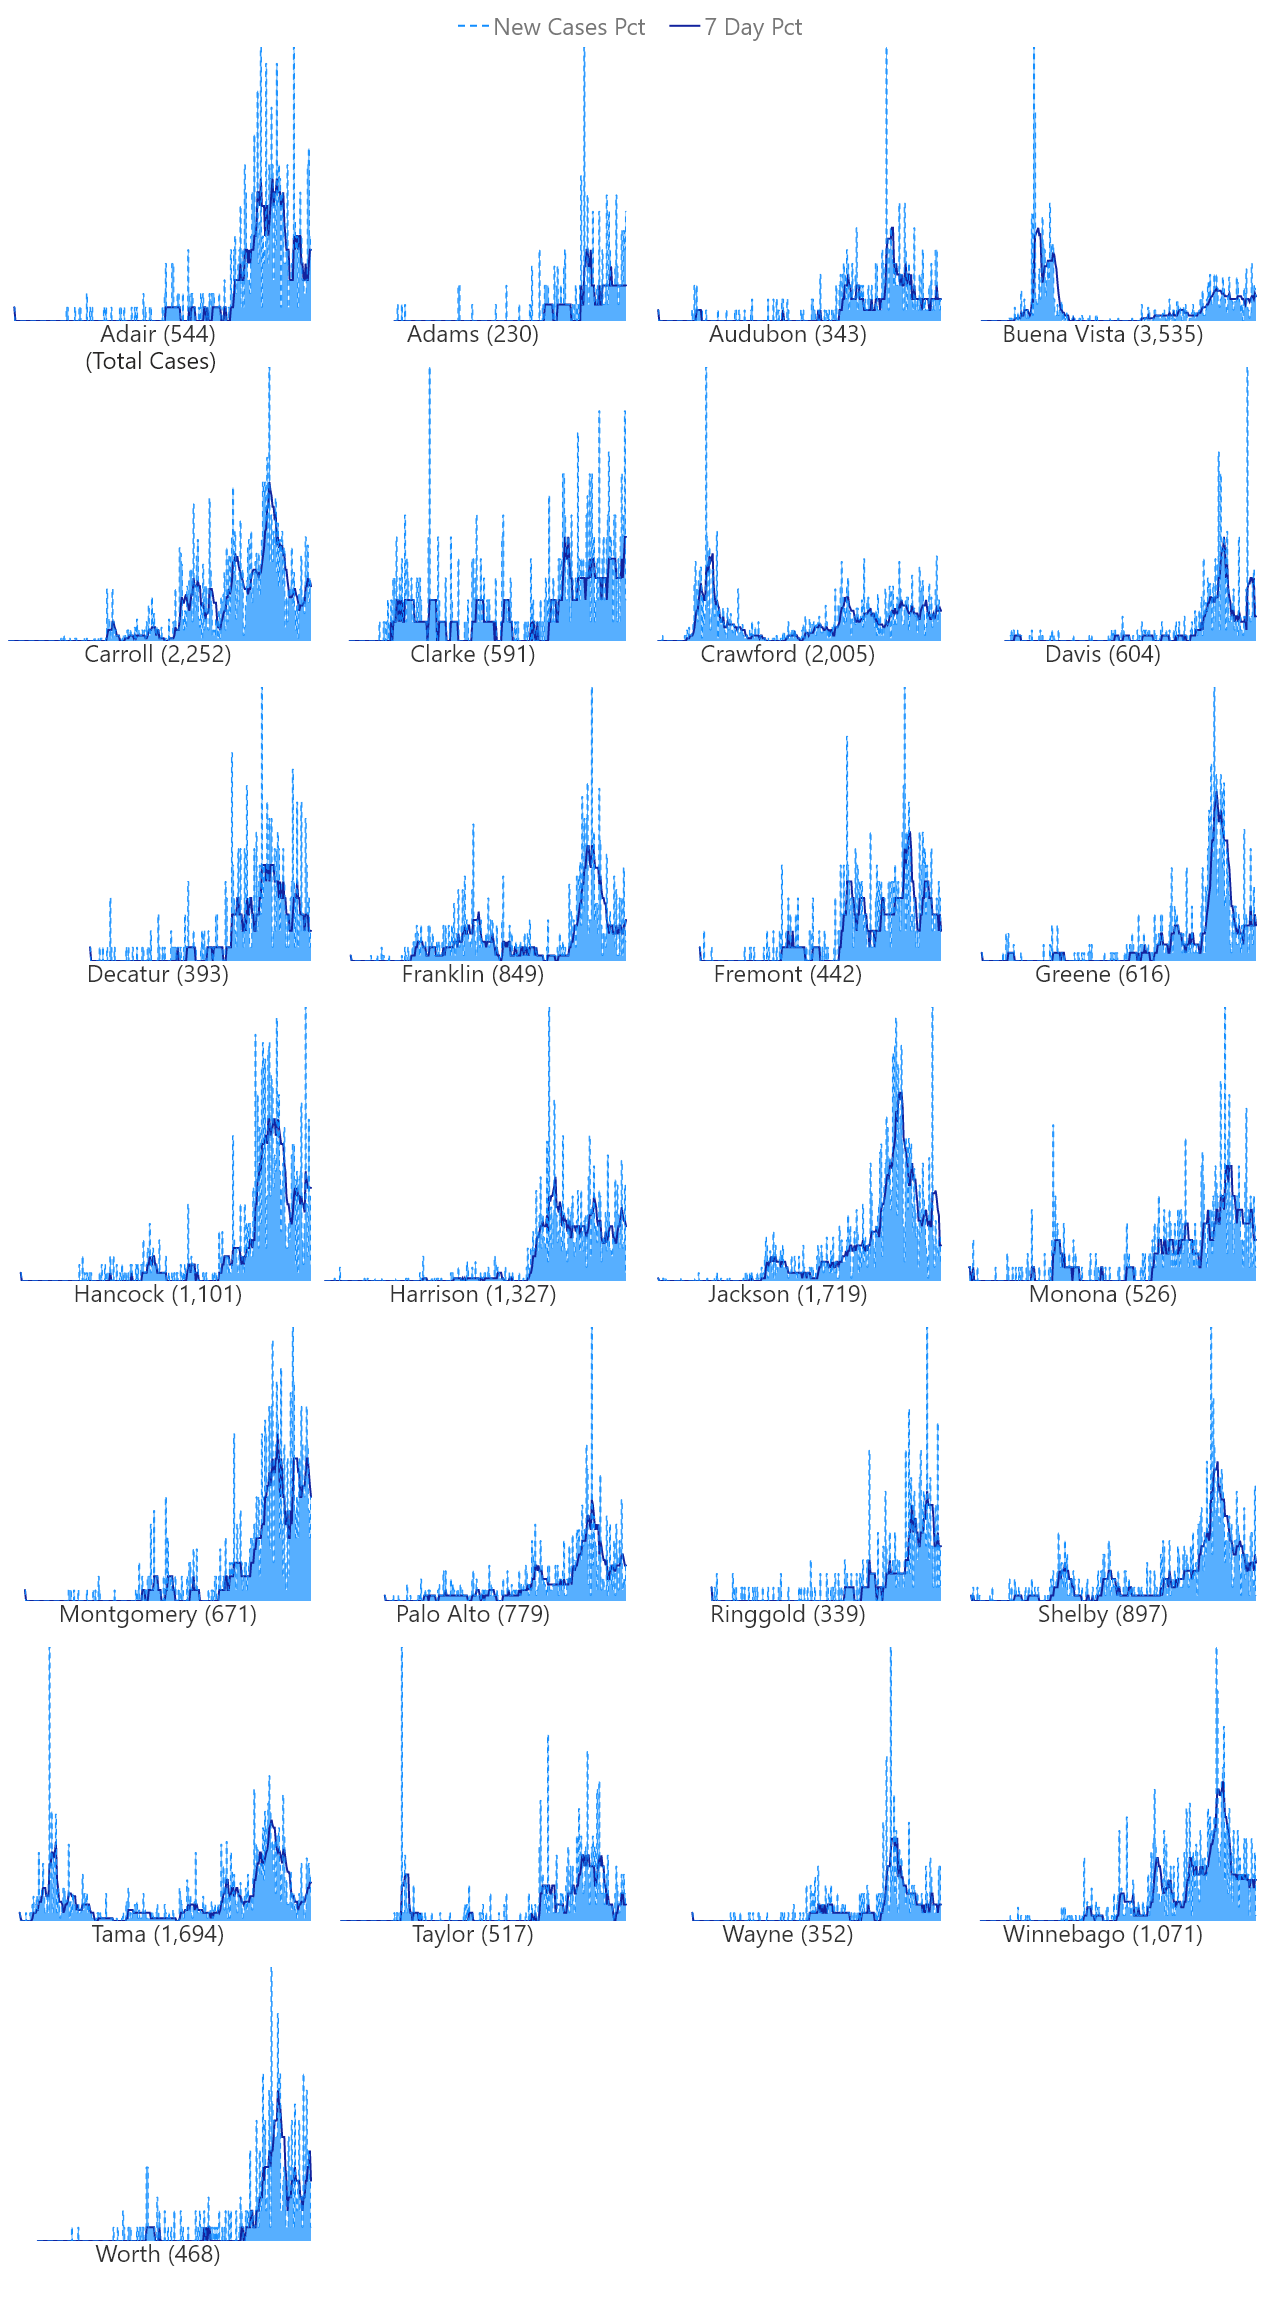 New Cases Pct 7 Day Pct
Adair (544) Adams (230) Audubon (343) Buena Vista (3,535)
(Total Cases)
Carroll (2,252) Clarke (591) Crawford (2,005) Davis (604)
Decatur (393) Franklin (849) Fremont (442) Greene (616)
Hancock (1,101) Harrison (1,327) Jackson (1,719) Monona (526)
Montgomery (671) Palo Alto (779) Ringgold (339) Shelby (897)
Tama (1,694) Taylor (517) Wayne (352) Winnebago (1,071)
Worth (468)